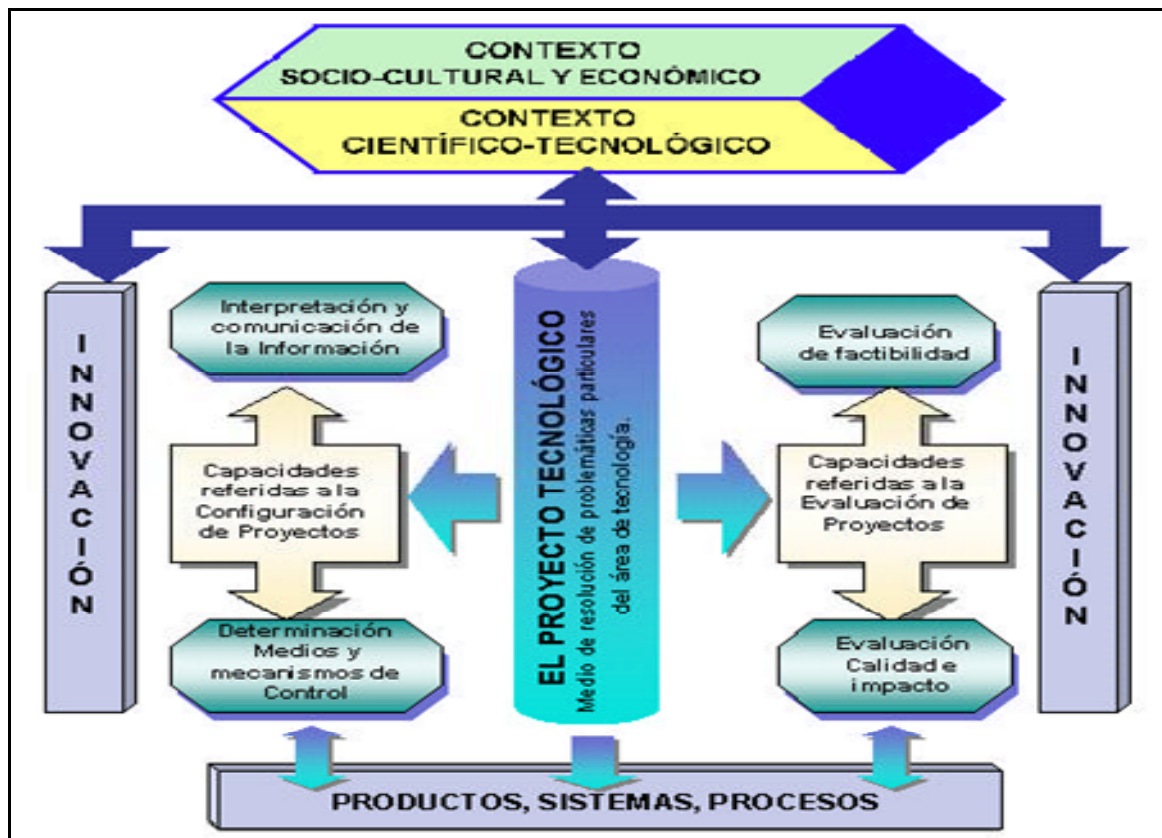 CONTEXTO
SOCIO-CULTURAL Y ECONÓMICO
CONTEXTO
CIENTÍFICO-TECNOLÓGICO
INNOVACIÓN
Interpretación y
comunicación de
la Información
Capacidades
referidas a la
Configuración
de Proyectos
Determinación
Medios y
mecanismos de
Control
EL PROYECTO TECNOLÓGICO
Medio de resolución de problemáticas particulares
del área de tecnología.
Evaluación
de factibilidad
Capacidades
referidas a la
Evaluación de
Proyectos
Evaluación
Calidad e
impacto
INNOVACIÓN
PRODUCTOS, SISTEMAS, PROCESOS